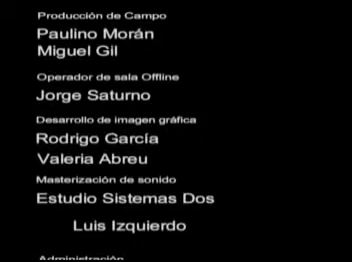 Producción de Campo
Paulino Morán
Miguel Gil
Operador de sala Offline
Jorge Saturno
Desarrollo de imagen gráfica
Rodrigo García
Valeria Abreu
Masterización de sonido
Estudio Sistemas Dos
Luis Izquierdo
Administración